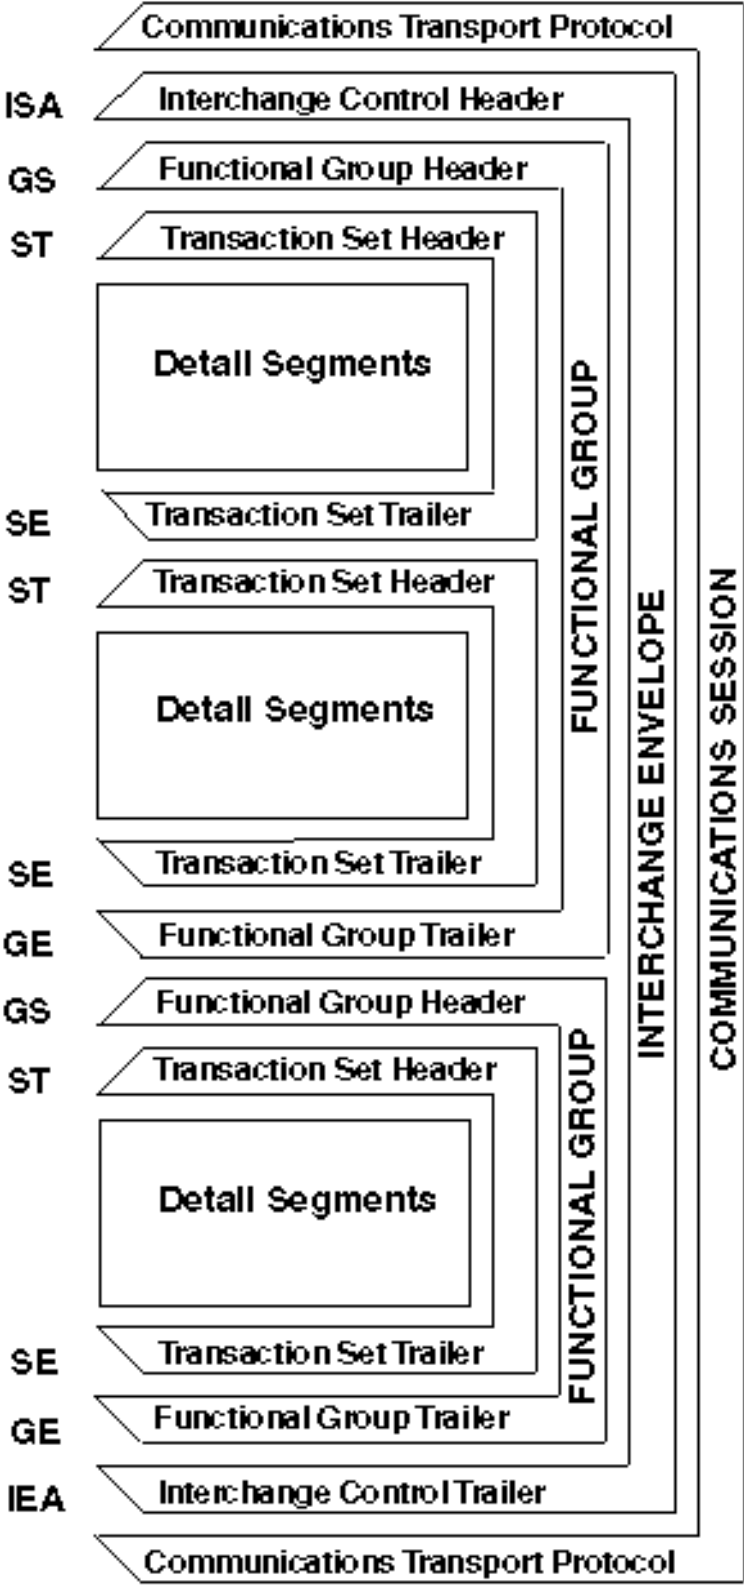 Communications Transport Protocol
ISA Interchange Control Header
GS Functional Group Header
ST Transaction Set Header
Detall Segments
SE Transaction Set Trailer
ST Transaction Set Header
Detall Segments
SE Transaction Set Trailer
GE Functional Group Trailer
FUNCTIONAL GROUP
GS Functional Group Header
ST Transaction Set Header
Detall Segments
SE Transaction Set Trailer
GE Functional Group Trailer
FUNCTIONAL GROUP
IEA Interchange Control Trailer
INTERCHANGE ENVELOPE
Communications Transport Protocol
COMMUNICATIONS SESSION